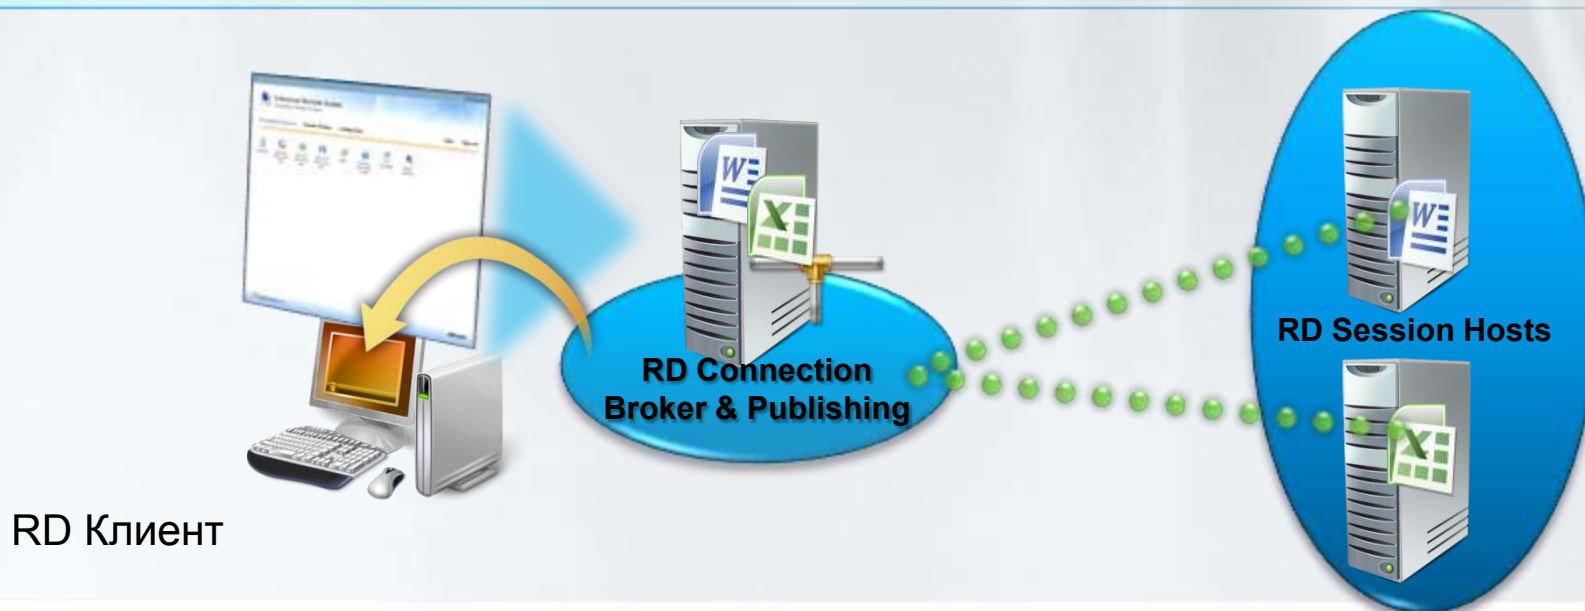 RD Клиент
RD Connection
Broker & Publishing
RD Session Hosts
W
X
W
X